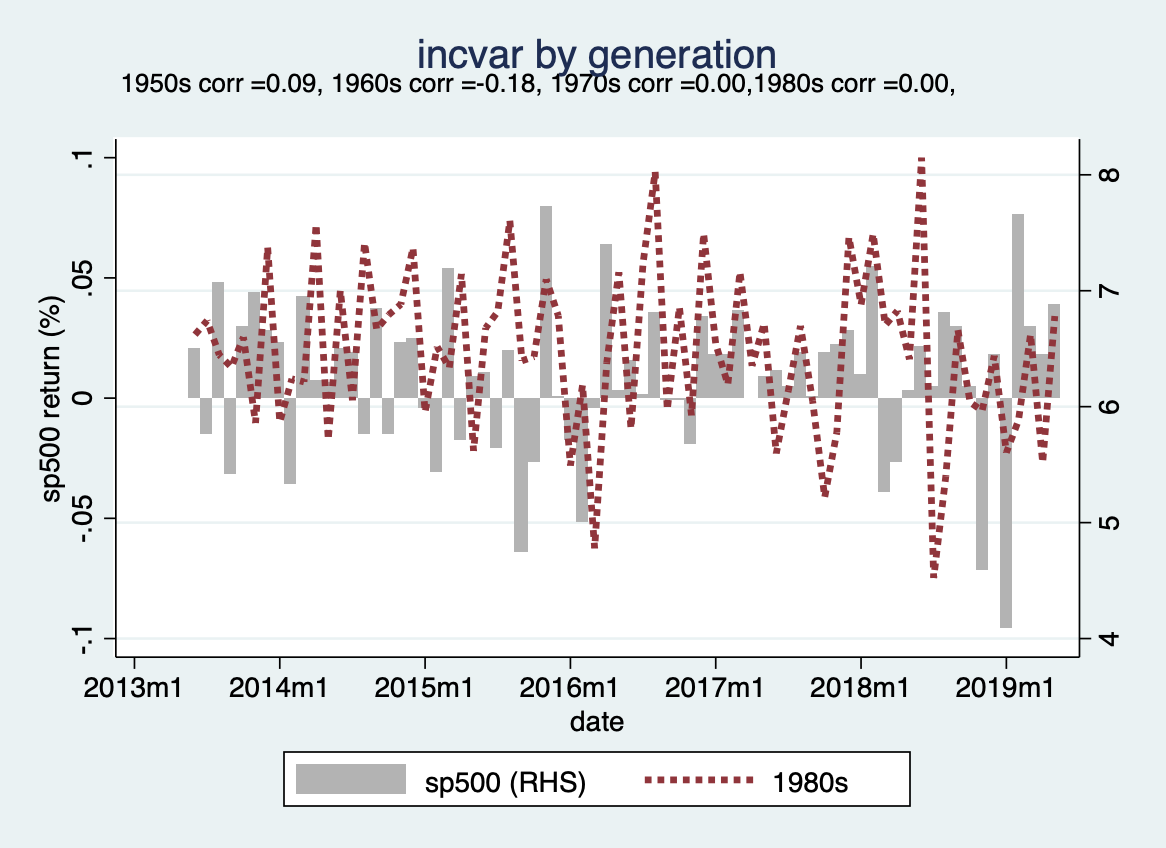 incvar by generation
1950s corr =0.09, 1960s corr =-0.18, 1970s corr =0.00,1980s corr =0.00,
sp500 return (%)
.1
.05
0
-.05
-.1
8
7
6
5
4
2013m1 2014m1 2015m1 2016m1 2017m1 2018m1 2019m1
date
sp500 (RHS) 1980s